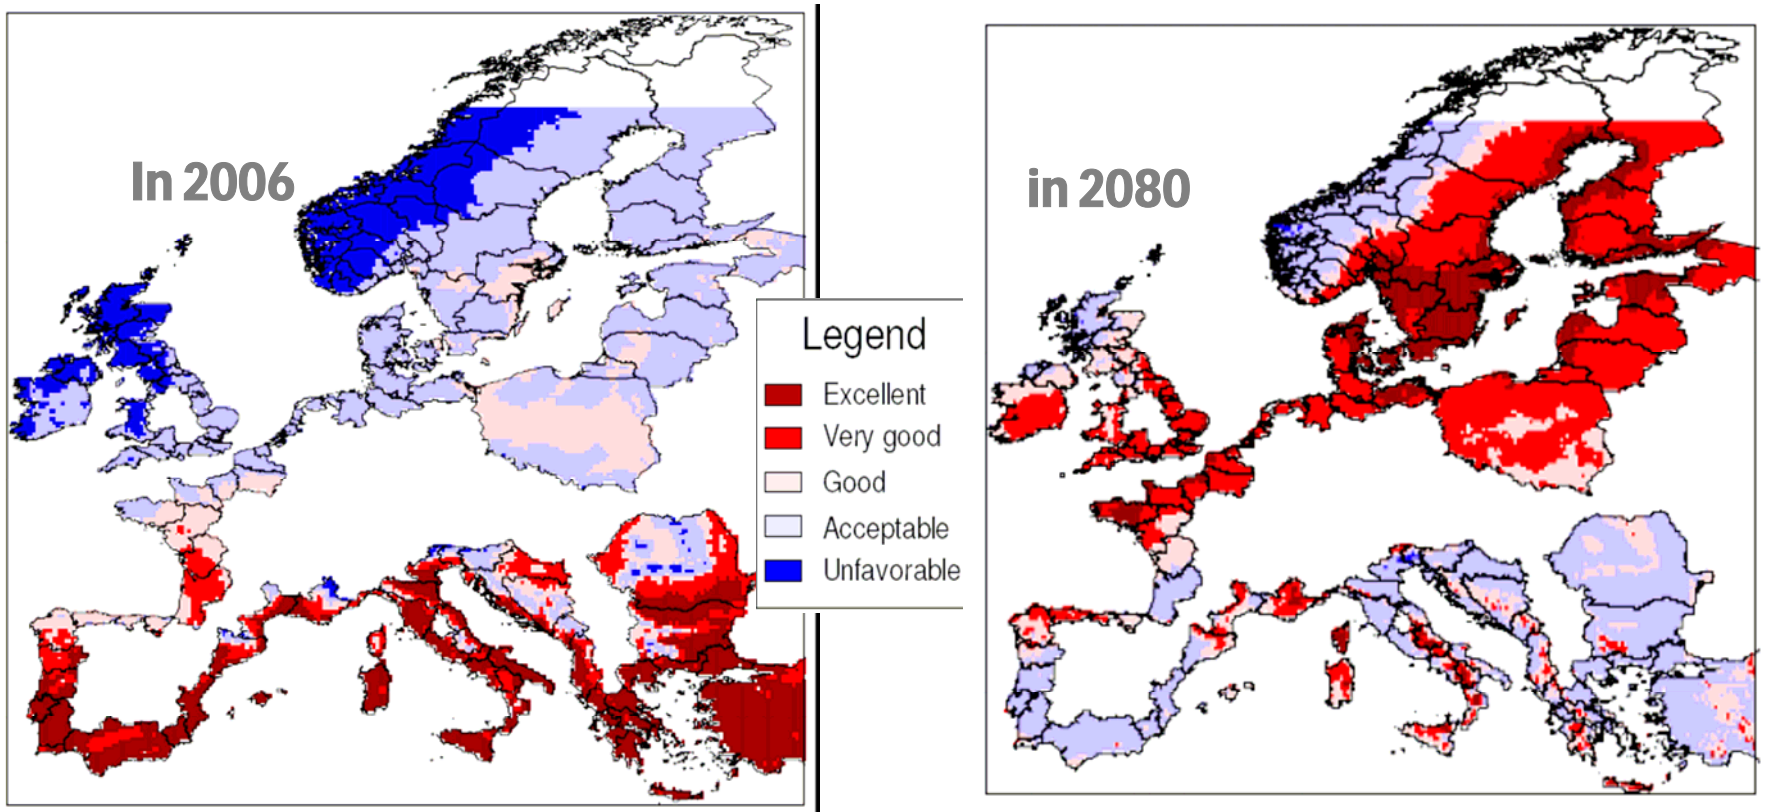 In 2006
in 2080
Legend
Excellent
Very good
Good
Acceptable
Unfavorable